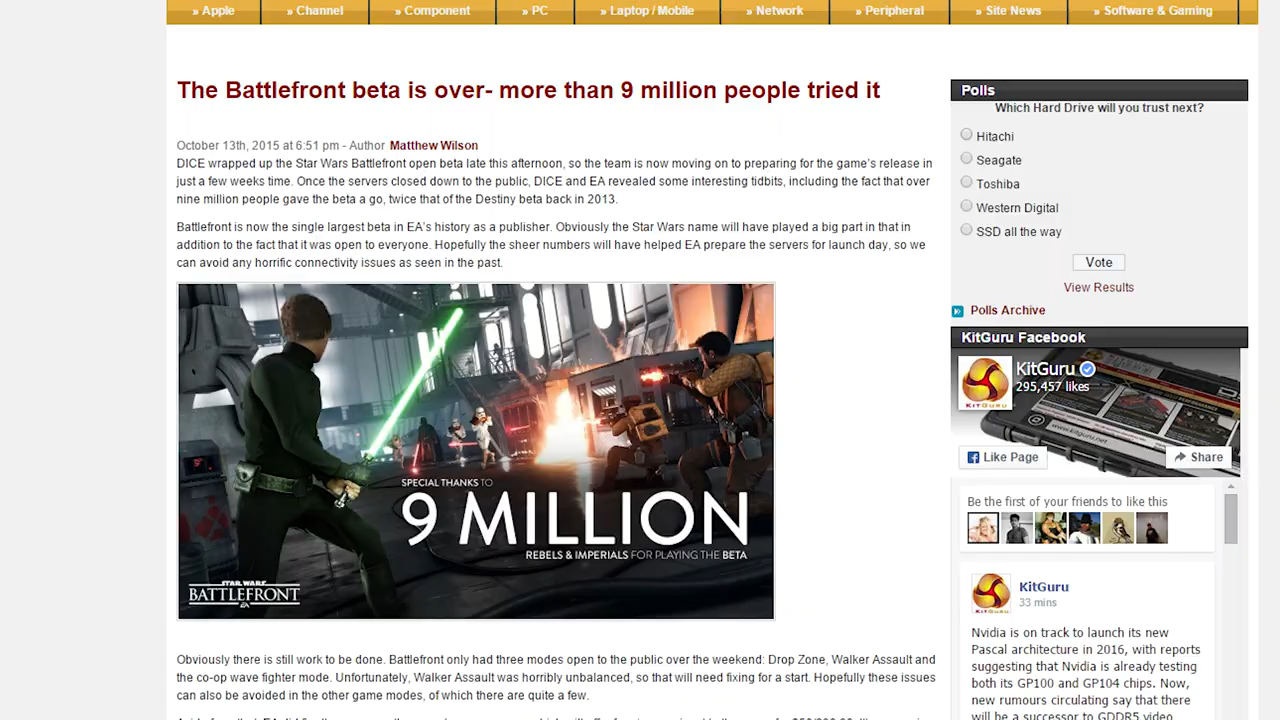 » Apple
» Channel
» Component
» PC
» Laptop / Mobile
» Network
» Peripheral
» Site News
» Software & Gaming
The Battlefront beta is over- more than 9 million people tried it
October 13th, 2015 at 6:51 pm - Author Matthew Wilson
DICE wrapped up the Star Wars Battlefront open beta late this afternoon, so the team is now moving on to preparing for the game's release in
just a few weeks time. Once the servers closed down to the public, DICE and EA revealed some interesting tidbits, including the fact that over
nine million people gave the beta a go, twice that of the Destiny beta back in 2013.
Battlefront is now the single largest beta in EA's history as a publisher. Obviously the Star Wars name will have played a big part in that in
addition to the fact that it was open to everyone. Hopefully the sheer numbers will have helped EA prepare the servers for launch day, so we
can avoid any horrific connectivity issues as seen in the past.
SPECIAL THANKS TO
9 MILLION
REBELS & IMPERIALS FOR PLAYING THE BETA
STAR WARS
BATTLEFRONT
EA
Obviously there is still work to be done. Battlefront only had three modes open to the public over the weekend: Drop Zone, Walker Assault and
the co-op wave fighter mode. Unfortunately, Walker Assault was horribly unbalanced, so that will need fixing for a start. Hopefully these issues
can also be avoided in the other game modes, of which there are quite a few.
Polls
Which Hard Drive will you trust next?
Hitachi
Seagate
Toshiba
Western Digital
SSD all the way
Vote
View Results
Polls Archive
KitGuru Facebook
KitGuru
295,457 likes
KITGURU
www.kitguru.net
Like Page
Share
Be the first of your friends to like this
KitGuru
33 mins
Nvidia is on track to launch its new
Pascal architecture in 2016, with reports
suggesting that Nvidia is already testing
both its GP100 and GP104 chips. Now,
new rumours circulating say that there
will be a successor to GDDR5 video